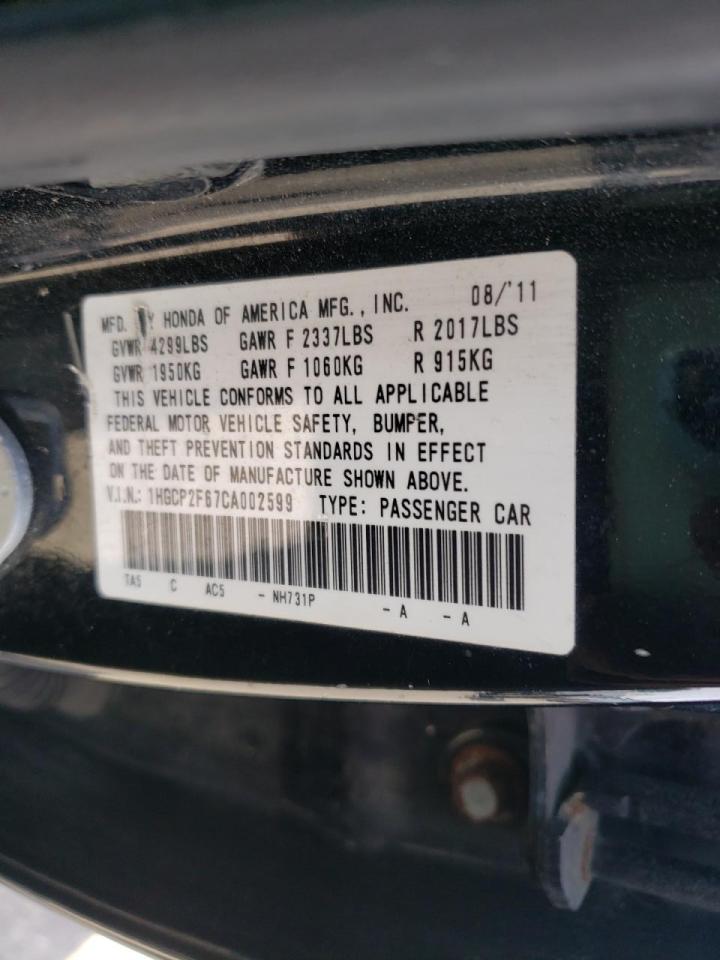 MFD. BY HONDA OF AMERICA MFG., INC. 08/'11
GVWR 4299LBS GAWR F 2337LBS R 2017LBS
GVWR 1950KG GAWR F 1060KG R 915KG
THIS VEHICLE CONFORMS TO ALL APPLICABLE
FEDERAL MOTOR VEHICLE SAFETY, BUMPER,
AND THEFT PREVENTION STANDARDS IN EFFECT
ON THE DATE OF MANUFACTURE SHOWN ABOVE.
V.I.N.: 1HGCP2F67CA002599 TYPE: PASSENGER CAR
TA5 C AC5 - NH731P - A - A